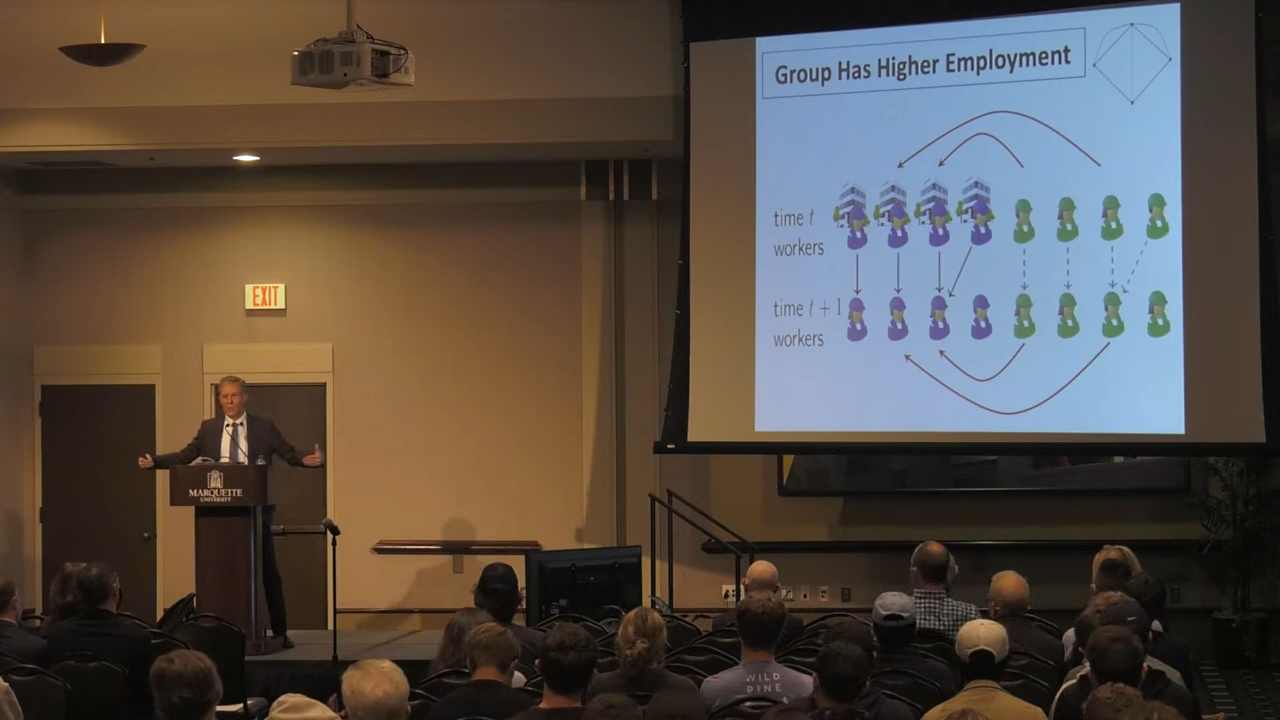 Group Has Higher Employment
time t
workers
time t + 1
workers
EXIT
MARQUETTE
UNIVERSITY
WILD
PINE